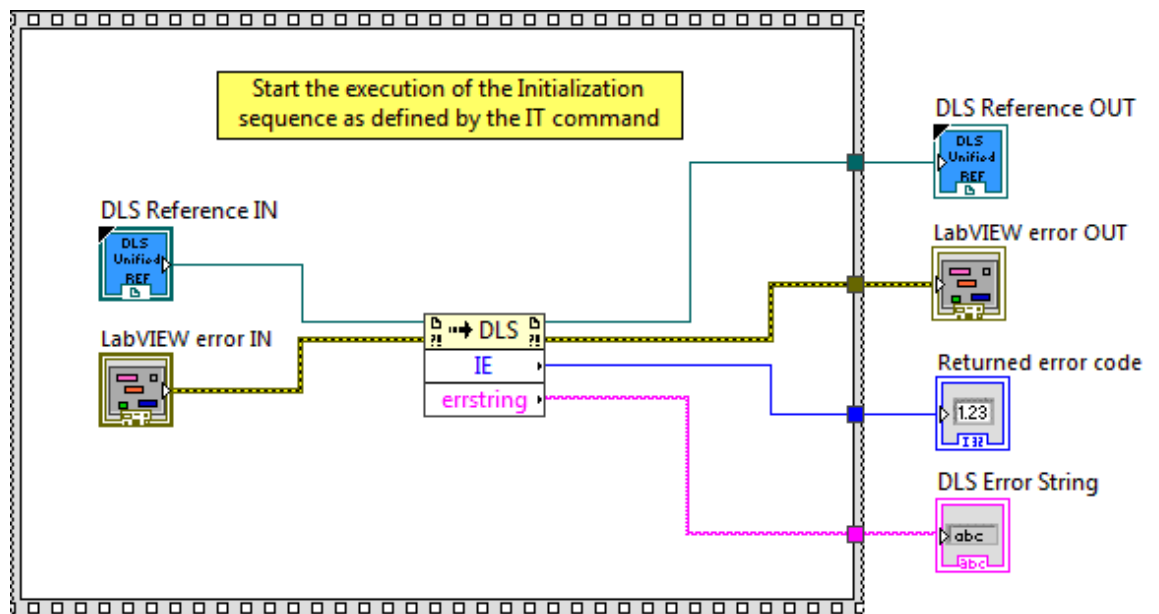 Start the execution of the Initialization
sequence as defined by the IT command
DLS Reference OUT
DLS
Unified
REF
DLS Reference IN
DLS
Unified
REF
LabVIEW error OUT
LabVIEW error IN
?! DLS ?!
IE
errstring
Returned error code
1.23
I32
DLS Error String
abc
abc